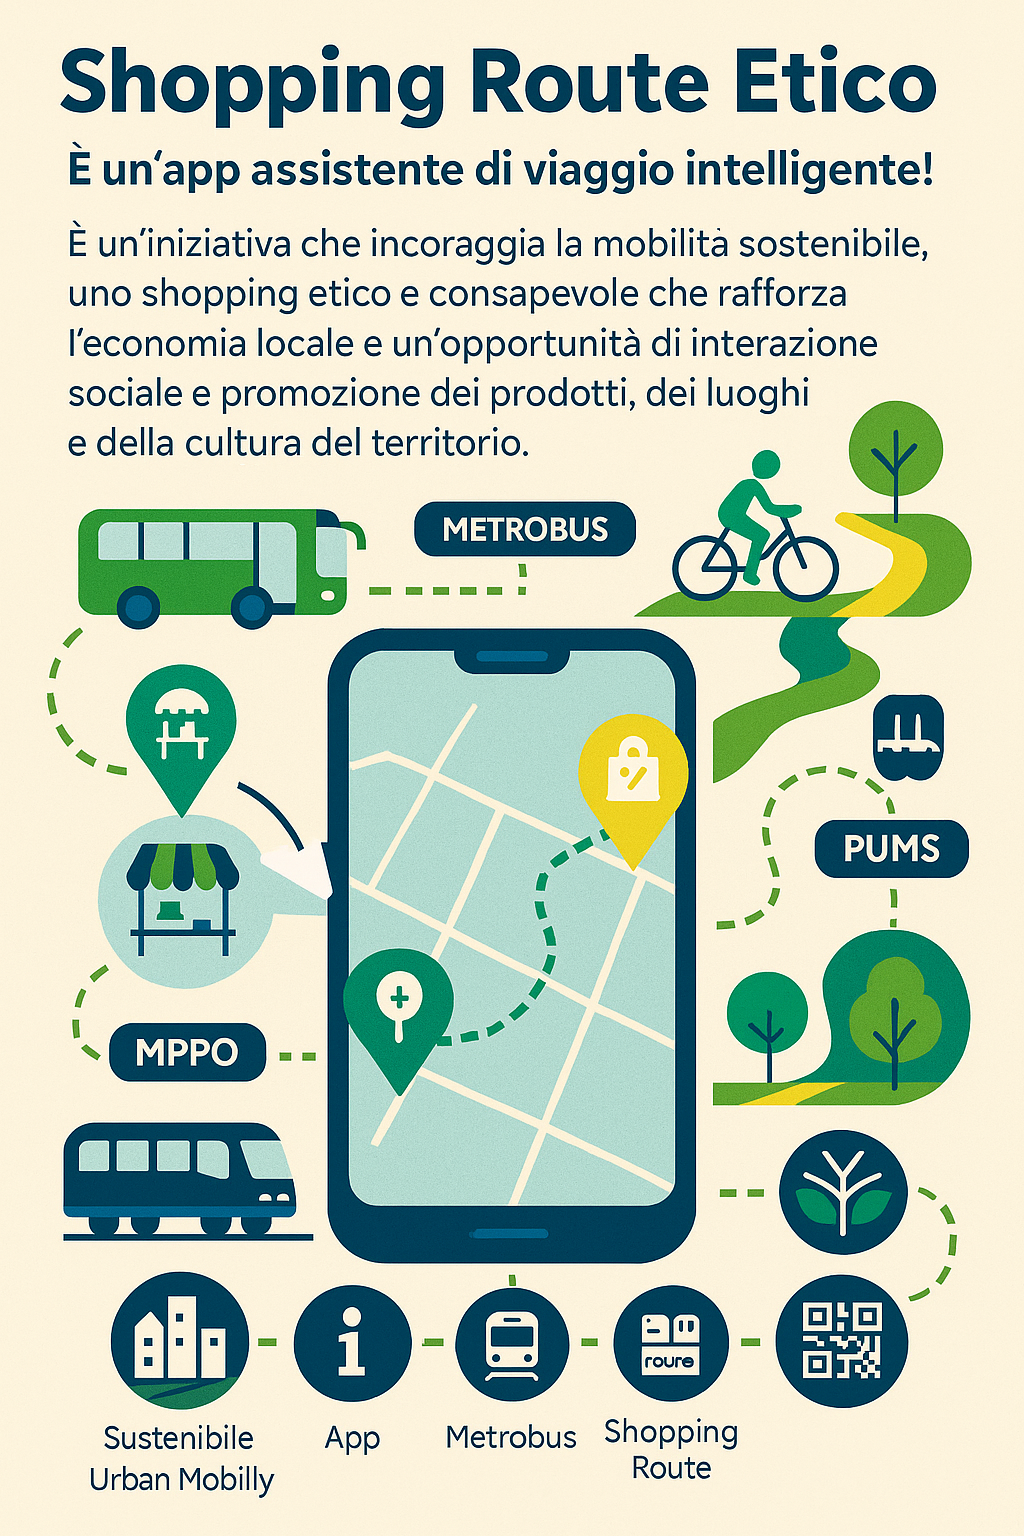 Shopping Route Etico
È un‘app assistente di viaggio intelligente!
È un’iniziativa che incoraggia la mobilità sostenibile,
uno shopping etico e consapevole che rafforza
l’economia locale e un’opportunità di interazione
sociale e promozione dei prodotti, dei luoghi
e della cultura del territorio.
METROBUS
PUMS
MPPO
roure
Sustenibile
Urban Mobilly
App
Metrobus
Shopping
Route